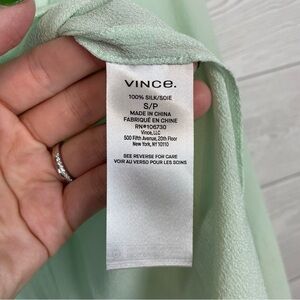 VINCE.
100% SILK/SOIE
S/P
MADE IN CHINA
FABRIQUÉ EN CHINE
RN#106730
Vince, LLC
500 Fifth Avenue, 20th Floor
New York, NY 10110
SEE REVERSE FOR CARE
VOIR AU VERSO POUR LES SOINS